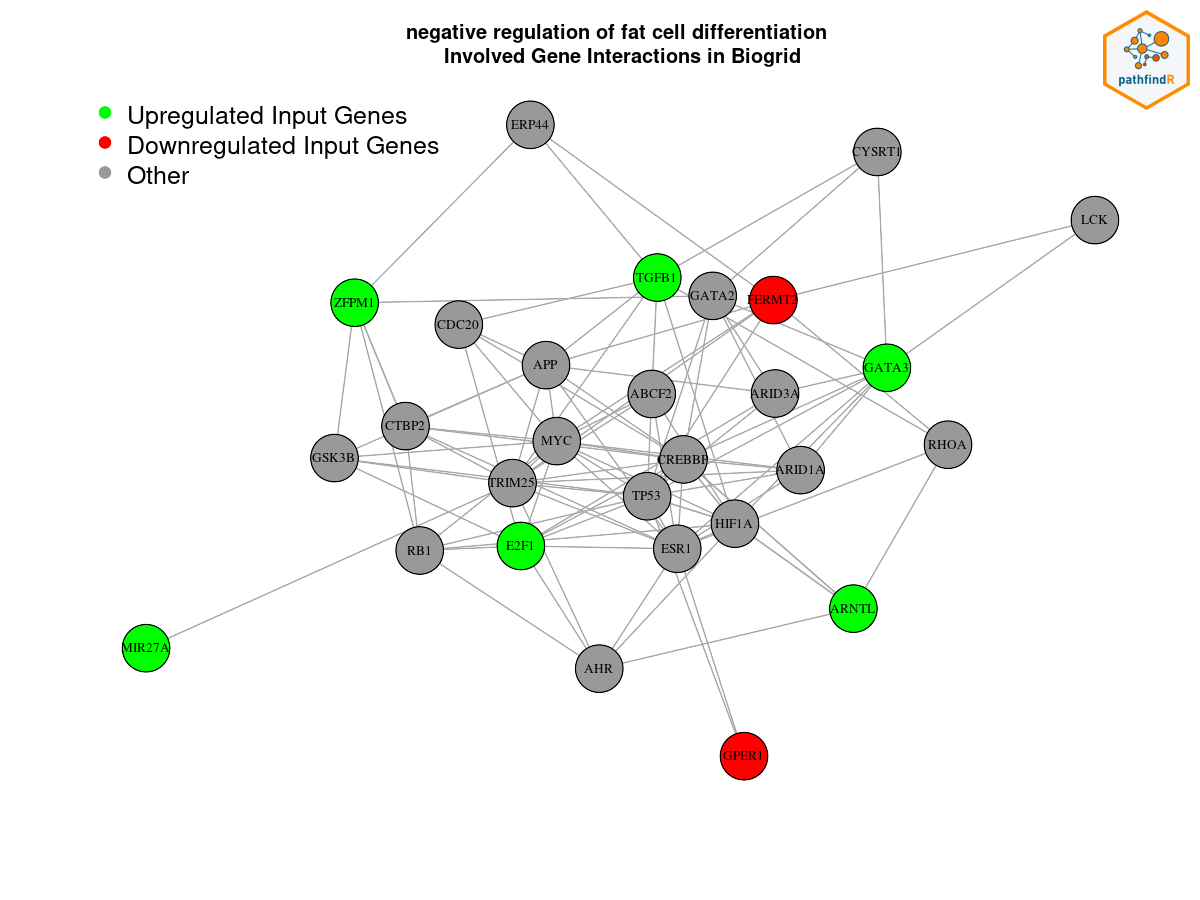 negative regulation of fat cell differentiation
Involved Gene Interactions in Biogrid
pathfindR
Upregulated Input Genes
Downregulated Input Genes
Other
ERP44
CYSRT1
LCK
TGFB1
GATA2
FERMT2
ZFPM1
CDC20
APP
GATA3
ABCF2
ARID3A
CTBP2
MYC
RHOA
GSK3B
CREBBP
ARID1A
TRIM25
TP53
HIF1A
RB1
E2F1
ESR1
ARNTL
MIR27A
AHR
GPER1